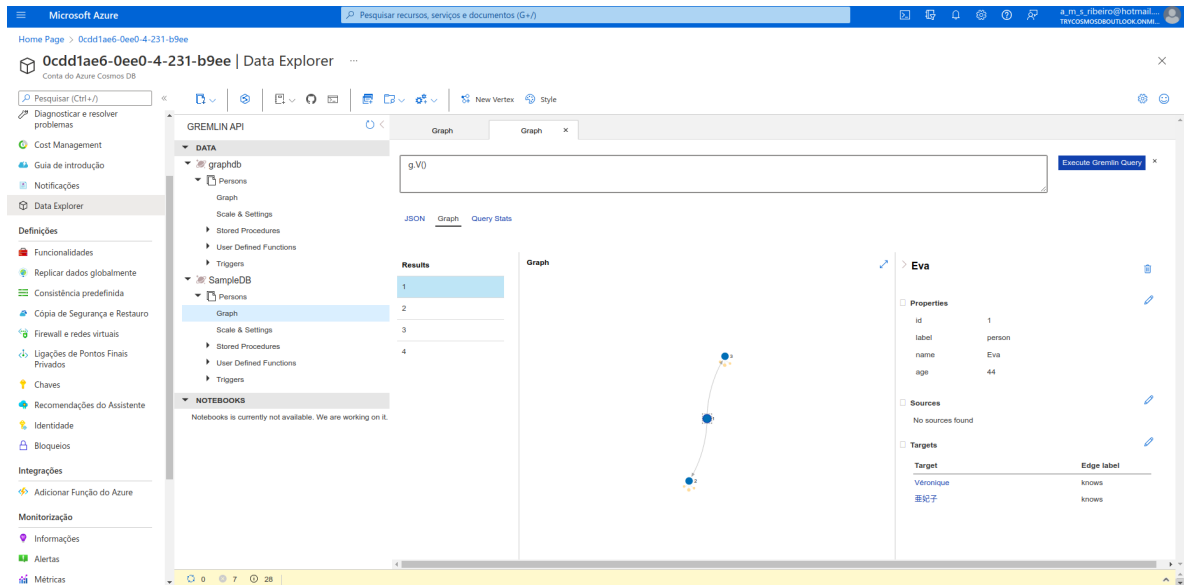 Microsoft Azure
Pesquisar recursos, serviços e documentos (G+/)
a_m_s_ribeiro@hotmail....
TRYCOSMOSDBOUTLOOK.ONMI...
Home Page > 0cdd1ae6-0ee0-4-231-b9ee
0cdd1ae6-0ee0-4-231-b9ee | Data Explorer ...
Conta do Azure Cosmos DB
Pesquisar (Ctrl+/)
«
Diagnosticar e resolver
problemas
Cost Management
Guia de introdução
Notificações
Data Explorer
Definições
Funcionalidades
Replicar dados globalmente
Consistência predefinida
Cópia de Segurança e Restauro
Firewall e redes virtuais
Ligações de Pontos Finais
Privados
Chaves
Recomendações do Assistente
Identidade
Bloqueios
Integrações
Adicionar Função do Azure
Monitorização
Informações
Alertas
Métricas
New Vertex
Style
GREMLIN API
DATA
graphdb
Persons
Graph
Scale & Settings
Stored Procedures
User Defined Functions
Triggers
SampleDB
Persons
Graph
Scale & Settings
Stored Procedures
User Defined Functions
Triggers
NOTEBOOKS
Notebooks is currently not available. We are working on it.
Graph
Graph
g.V()
Execute Gremlin Query
JSON Graph Query Stats
Results
1
2
3
4
Graph
3
1
2
Eva
Properties
id 1
label person
name Eva
age 44
Sources
No sources found
Targets
Target Edge label
Véronique knows
亜妃子 knows
0 7 28